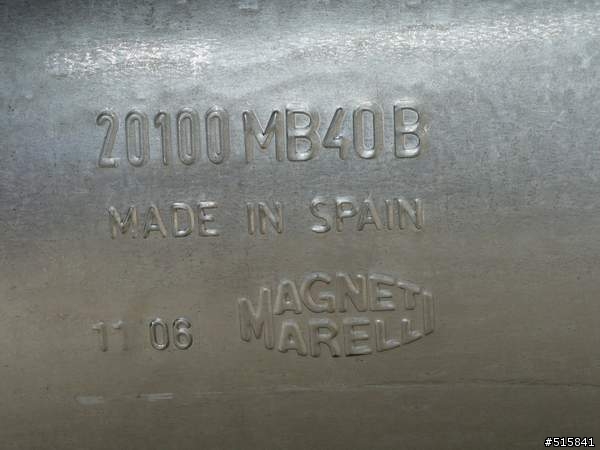 20100 MB40B
MADE IN SPAIN
11 06 MAGNETI
MARELLI
#515841